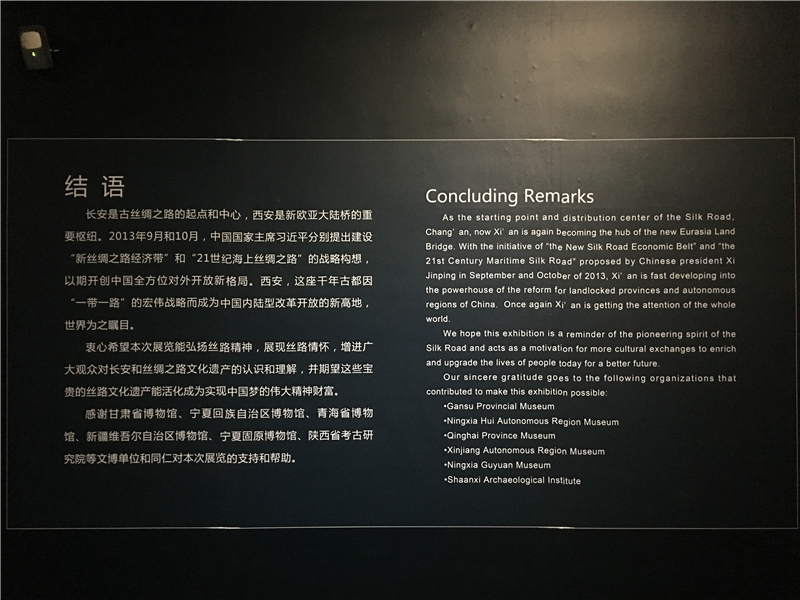 结 语
长安是古丝绸之路的起点和中心，西安是新欧亚大陆桥的重
要枢纽。2013年9月和10月，中国国家主席习近平分别提出建设
“新丝绸之路经济带”和“21世纪海上丝绸之路”的战略构想，
以期开创中国全方位对外开放新格局。西安，这座千年古都因
“一带一路”的宏伟战略而成为中国内陆型改革开放的新高地，
世界为之瞩目。
衷心希望本次展览能弘扬丝路精神，展现丝路情怀，增进广
大观众对长安和丝绸之路文化遗产的认识和理解，并期望这些宝
贵的丝路文化遗产能活化成为实现中国梦的伟大精神财富。
感谢甘肃省博物馆、宁夏回族自治区博物馆、青海省博物
馆、新疆维吾尔自治区博物馆、宁夏固原博物馆、陕西省考古研
究院等文博单位和同仁对本次展览的支持和帮助。
Concluding Remarks
As the starting point and distribution center of the Silk Road,
Chang’ an, now Xi’ an is again becoming the hub of the new Eurasia Land
Bridge. With the initiative of “the New Silk Road Economic Belt” and “the
21st Century Maritime Silk Road” proposed by Chinese president Xi
Jinping in September and October of 2013, Xi’ an is fast developing into
the powerhouse of the reform for landlocked provinces and autonomous
regions of China. Once again Xi’ an is getting the attention of the whole
world.
We hope this exhibition is a reminder of the pioneering spirit of the
Silk Road and acts as a motivation for more cultural exchanges to enrich
and upgrade the lives of people today for a better future.
Our sincere gratitude goes to the following organizations that
contributed to make this exhibition possible:
•Gansu Provincial Museum
•Ningxia Hui Autonomous Region Museum
•Qinghai Province Museum
•Xinjiang Autonomous Region Museum
•Ningxia Guyuan Museum
•Shaanxi Archaeological Institute